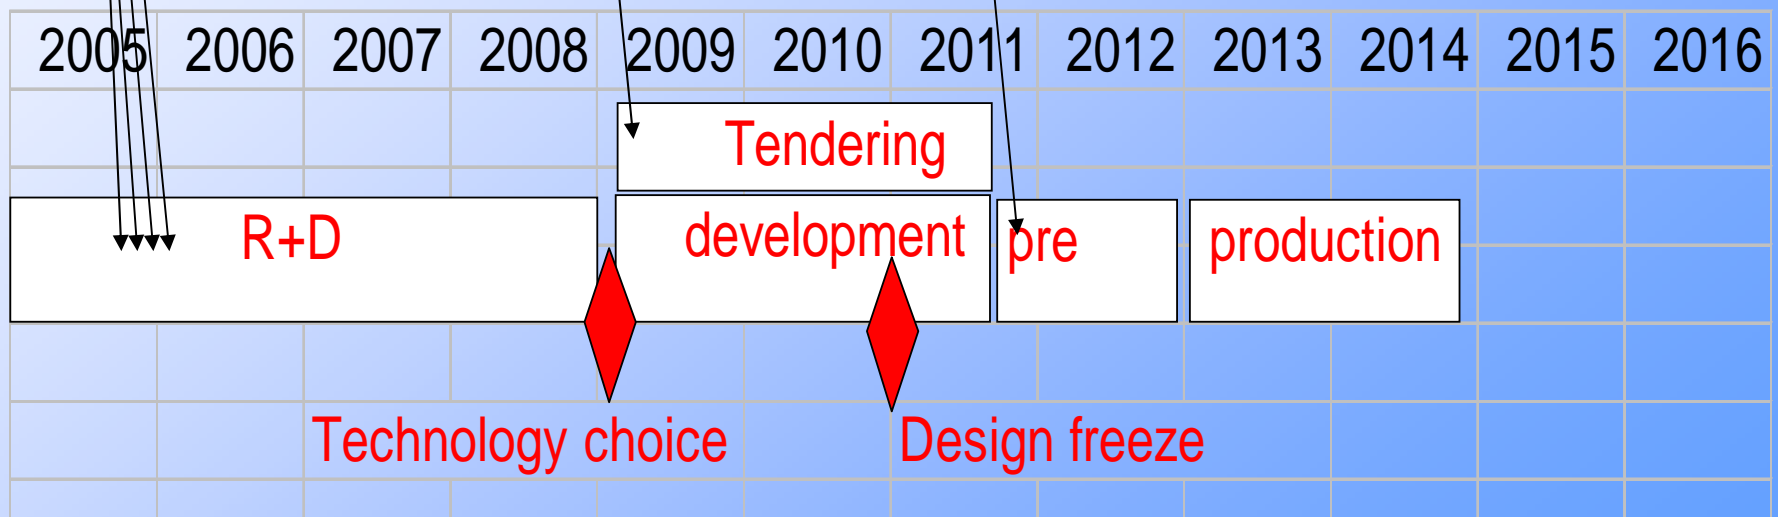 2005 2006 2007 2008 2009 2010 2011 2012 2013 2014 2015 2016
Tendering
R+D development pre production
Technology choice Design freeze